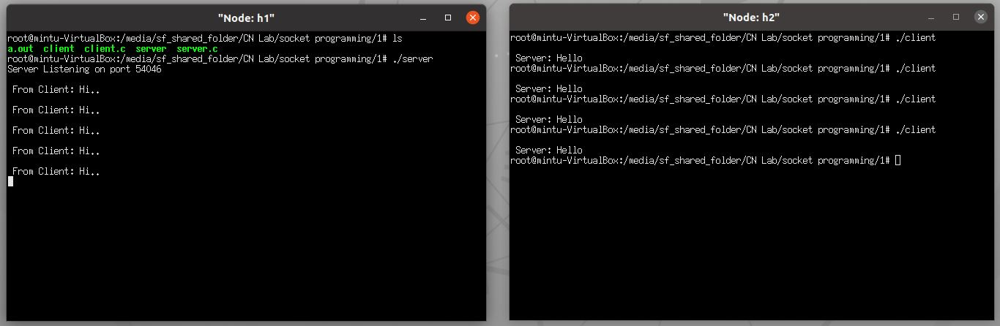 "Node: h1"
root@mintu-VirtualBox:/media/sf_shared_folder/CN Lab/socket programming/1# ls
a.out client client.c server server.c
root@mintu-VirtualBox:/media/sf_shared_folder/CN Lab/socket programming/1# ./server
Server Listening on port 54046
From Client: Hi..
From Client: Hi..
From Client: Hi..
From Client: Hi..
From Client: Hi..
"Node: h2"
root@mintu-VirtualBox:/media/sf_shared_folder/CN Lab/socket programming/1# ./client
Server: Hello
root@mintu-VirtualBox:/media/sf_shared_folder/CN Lab/socket programming/1# ./client
Server: Hello
root@mintu-VirtualBox:/media/sf_shared_folder/CN Lab/socket programming/1# ./client
Server: Hello
root@mintu-VirtualBox:/media/sf_shared_folder/CN Lab/socket programming/1# ./client
Server: Hello
root@mintu-VirtualBox:/media/sf_shared_folder/CN Lab/socket programming/1#